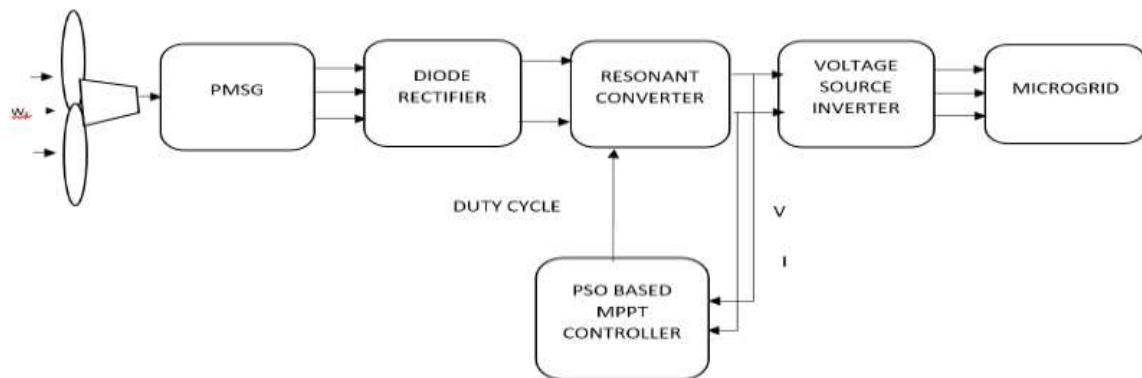 PMSG
DIODE
RECTIFIER
RESONANT
CONVERTER
VOLTAGE
SOURCE
INVERTER
MICROGRID
DUTY CYCLE
V
I
PSO BASED
MPPT
CONTROLLER